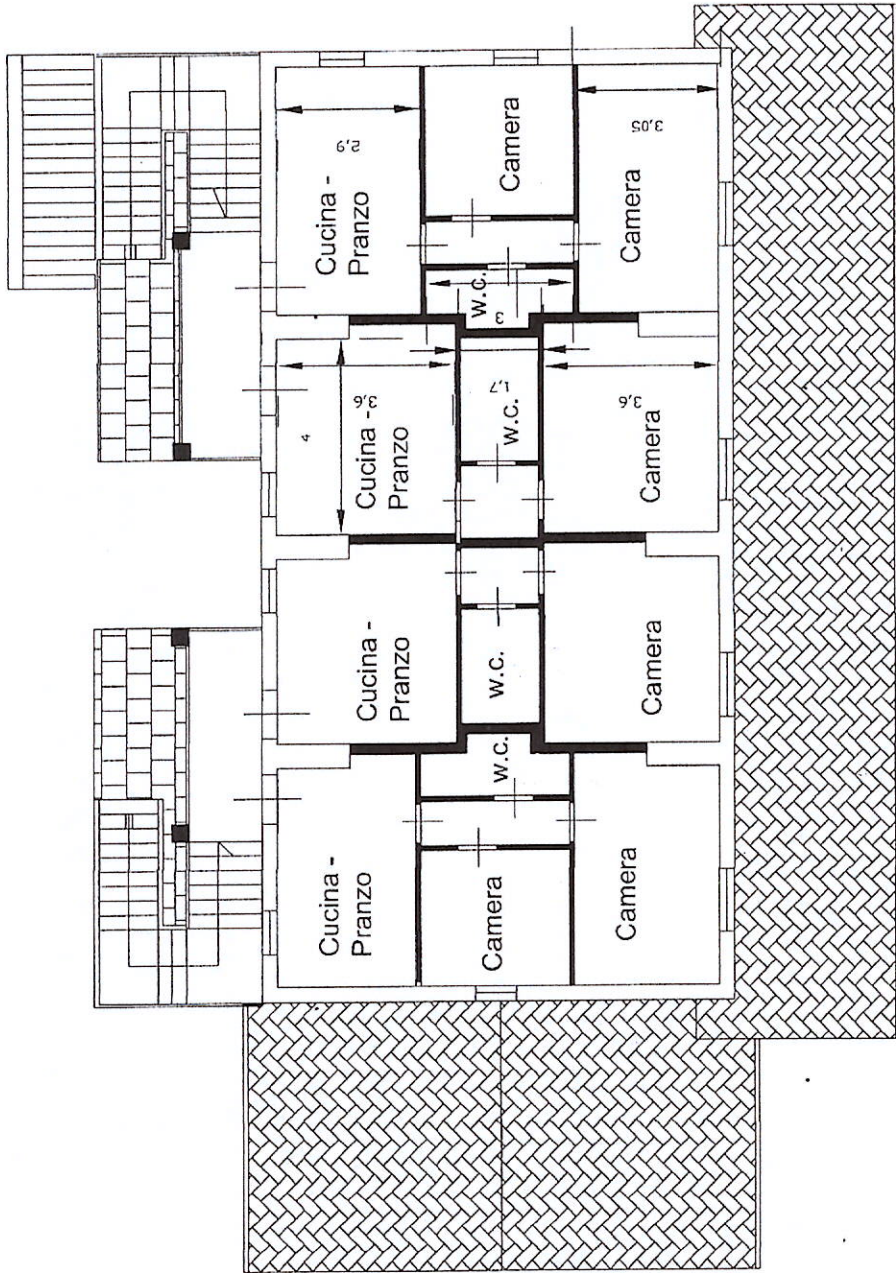 Cucina -
Pranzo
2,9
Camera
Camera
3,05
w.c.
3
Cucina -
Pranzo
4
3,6
w.c.
1,7
Camera
3,6
Cucina -
Pranzo
w.c.
Camera
Cucina -
Pranzo
w.c.
Camera
Camera